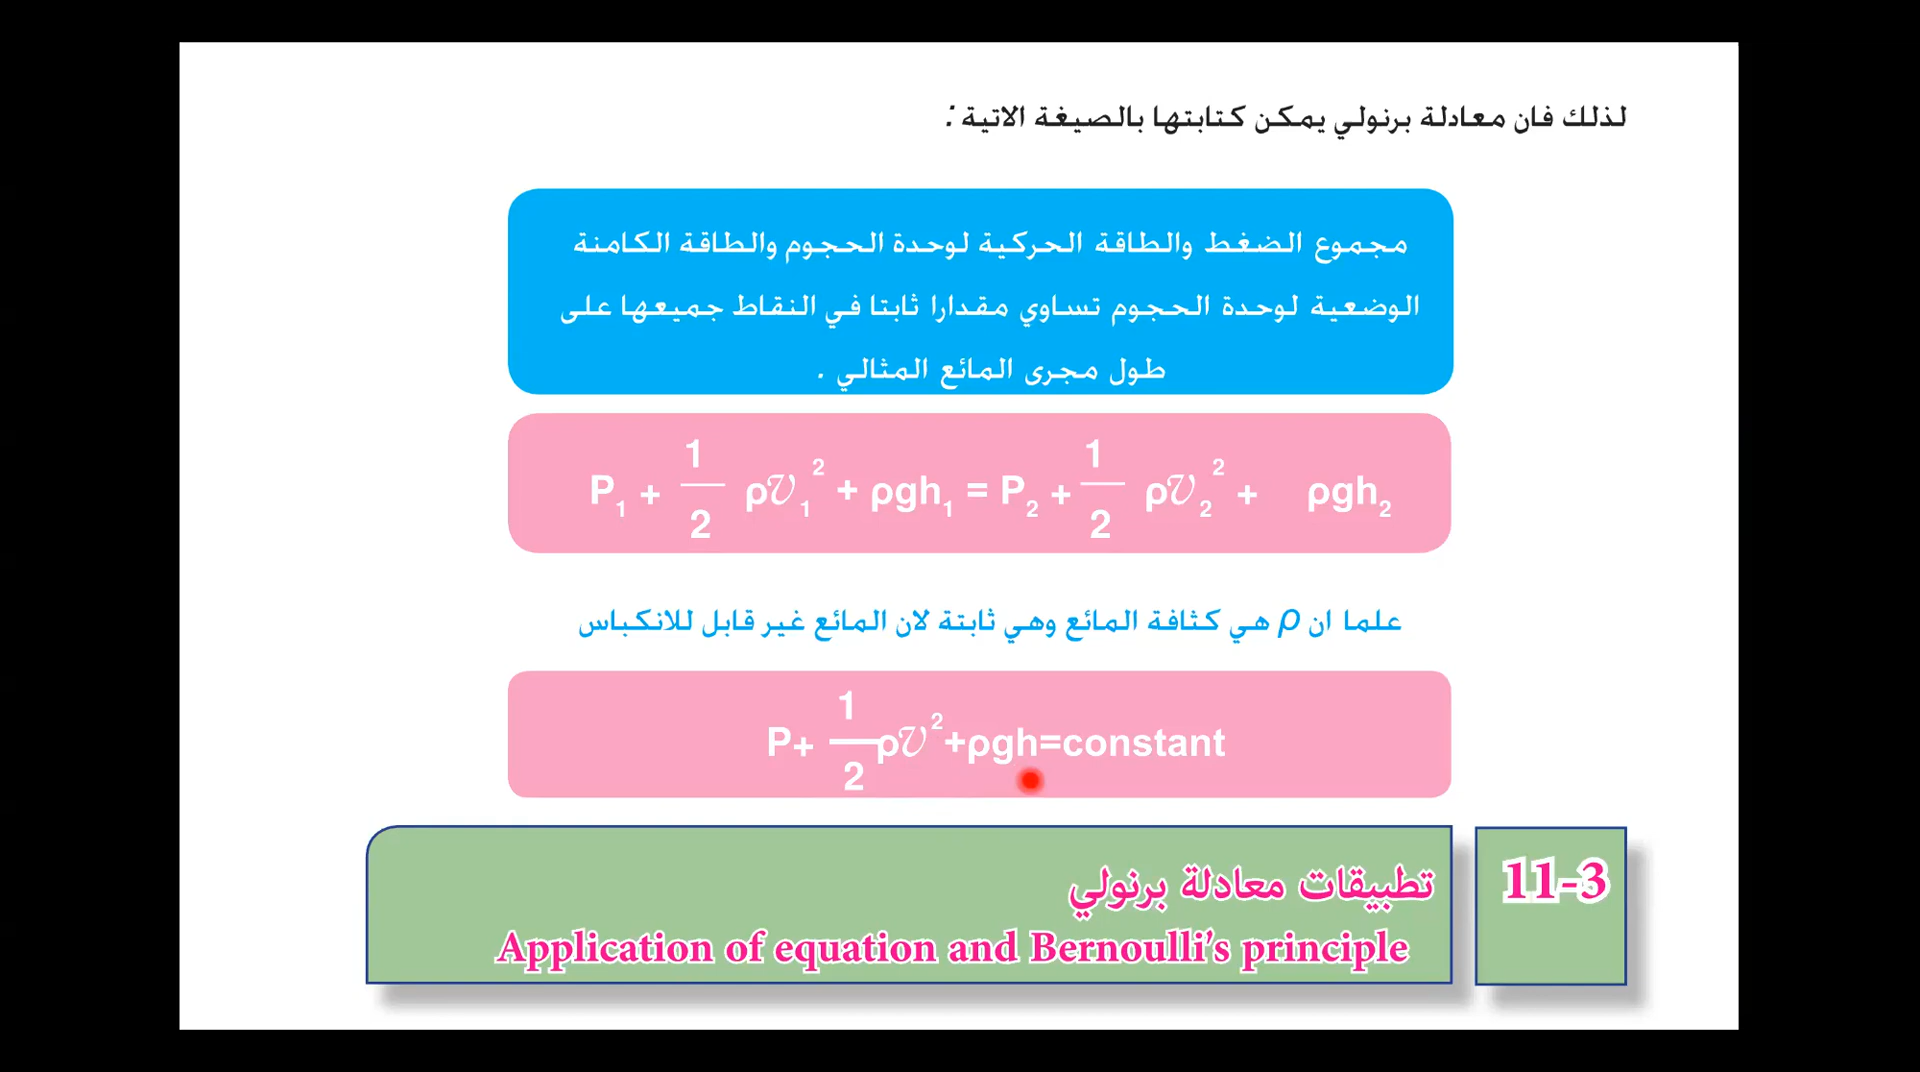 لذلك فان معادلة برنولي يمكن كتابتها بالصيغة الاتية :
مجموع الضغط والطاقة الحركية لوحدة الحجوم والطاقة الكامنة
الوضعية لوحدة الحجوم تساوي مقدارا ثابتا في النقاط جميعها على
طول مجرى المائع المثالي .
P₁ + 1/2 ρ𝒱₁² + ρgh₁ = P₂ + 1/2 ρ𝒱₂² + ρgh₂
علما ان ρ هي كثافة المائع وهي ثابتة لان المائع غير قابل للانكباس
P+ 1/2 ρ𝒱²+ρgh=constant
11-3
تطبيقات معادلة برنولي
Application of equation and Bernoulli’s principle